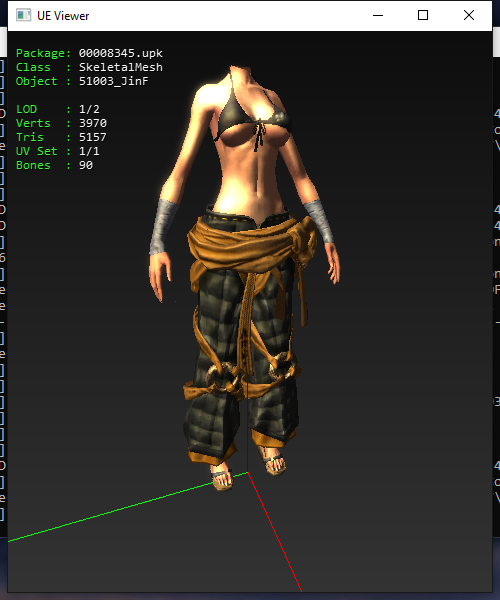 UE Viewer
Package: 00008345.upk
Class : SkeletalMesh
Object : 51003_JinF
LOD : 1/2
Verts : 3970
Tris : 5157
UV Set : 1/1
Bones : 90